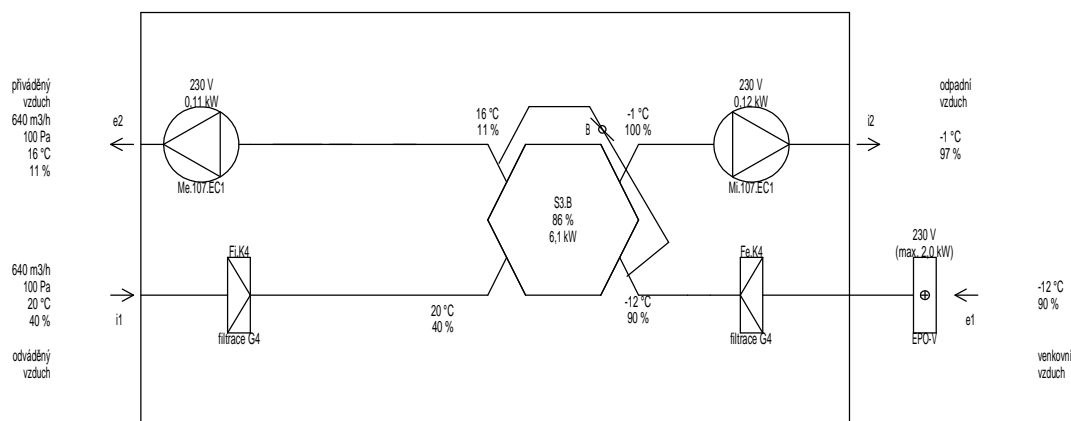 přiváděný
vzduch
640 m3/h
100 Pa
16 °C
11 %
e2
230 V
0,11 kW
Me.107.EC1
16 °C
11 %
B
-1 °C
100 %
230 V
0,12 kW
Mi.107.EC1
i2
odpadní
vzduch
-1 °C
97 %
S3.B
86 %
6,1 kW
640 m3/h
100 Pa
20 °C
40 %
i1
odváděný
vzduch
Fi.K4
filtrace G4
20 °C
40 %
-12 °C
90 %
Fe.K4
filtrace G4
230 V
(max. 2,0 kW)
EPO-V
e1
-12 °C
90 %
venkovní
vzduch